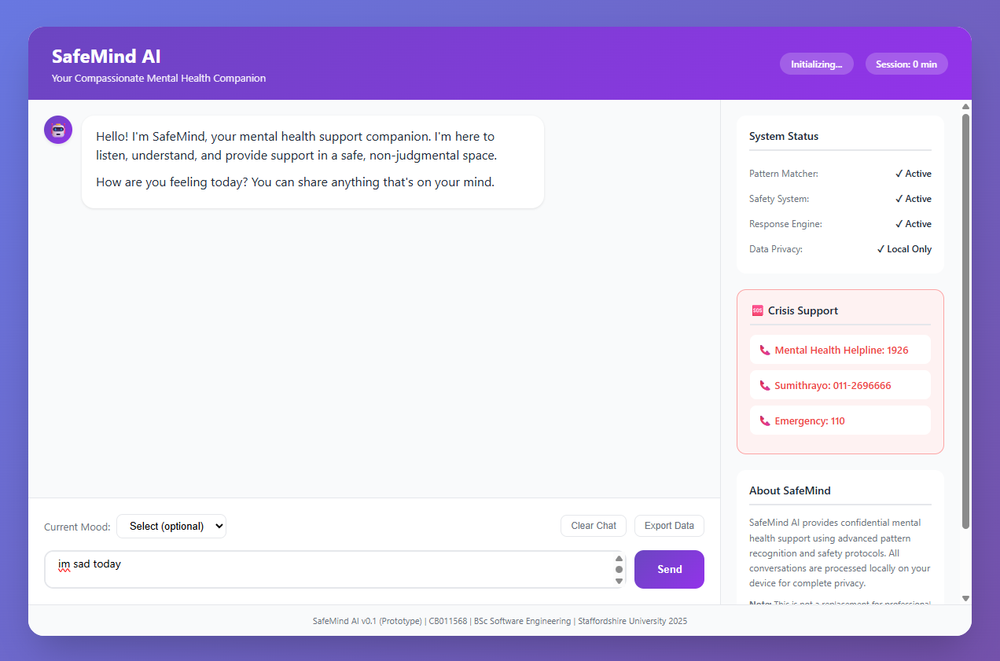 SafeMind AI
Your Compassionate Mental Health Companion
Initializing...
Session: 0 min
Hello! I'm SafeMind, your mental health support companion. I'm here to
listen, understand, and provide support in a safe, non-judgmental space.
How are you feeling today? You can share anything that's on your mind.
Current Mood:
Select (optional)
Clear Chat
Export Data
im sad today
Send
System Status
Pattern Matcher: ✓ Active
Safety System: ✓ Active
Response Engine: ✓ Active
Data Privacy: ✓ Local Only
SOS Crisis Support
Mental Health Helpline: 1926
Sumithrayo: 011-2696666
Emergency: 110
About SafeMind
SafeMind AI provides confidential mental
health support using advanced pattern
recognition and safety protocols. All
conversations are processed locally on your
device for complete privacy.
Note: This is not a replacement for professional
SafeMind AI v0.1 (Prototype) | CB011568 | BSc Software Engineering | Staffordshire University 2025